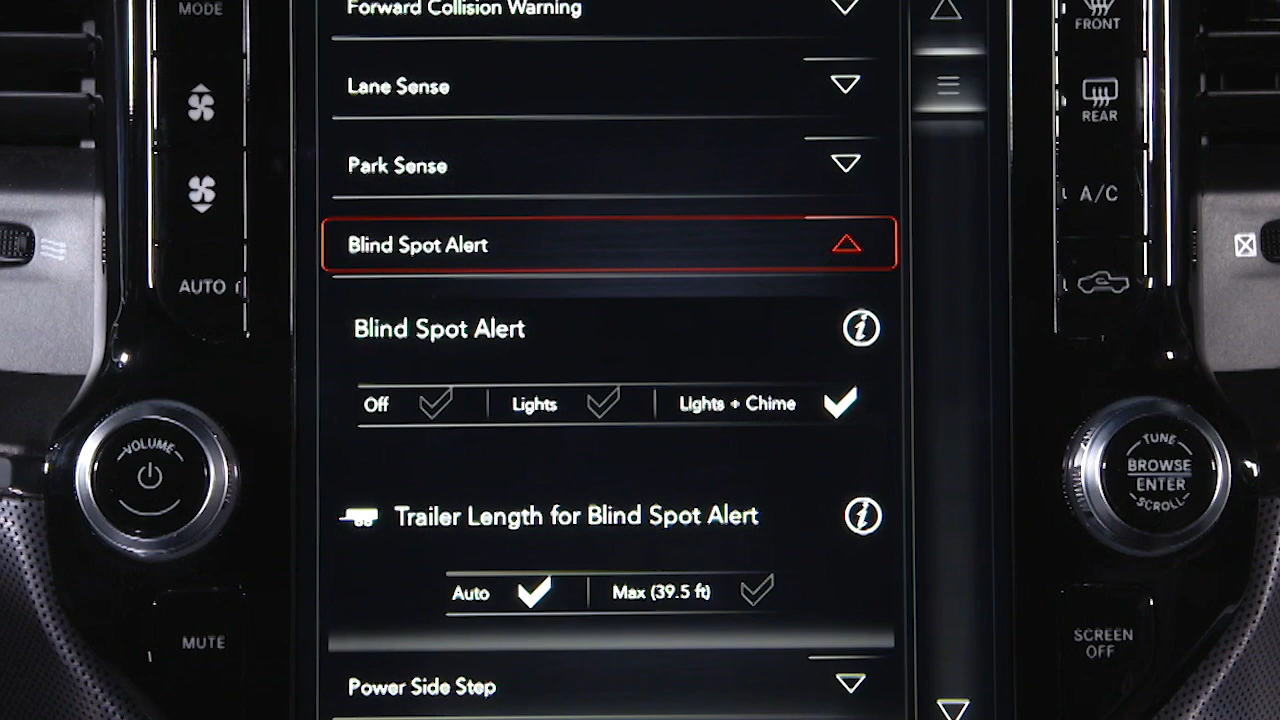 MODE
AUTO
VOLUME
MUTE
Forward Collision Warning
Lane Sense
Park Sense
Blind Spot Alert
Blind Spot Alert
i
Off Lights Lights + Chime
Trailer Length for Blind Spot Alert
i
Auto Max (39.5 ft)
Power Side Step
FRONT
REAR
A/C
TUNE
BROWSE
ENTER
SCROLL
SCREEN
OFF